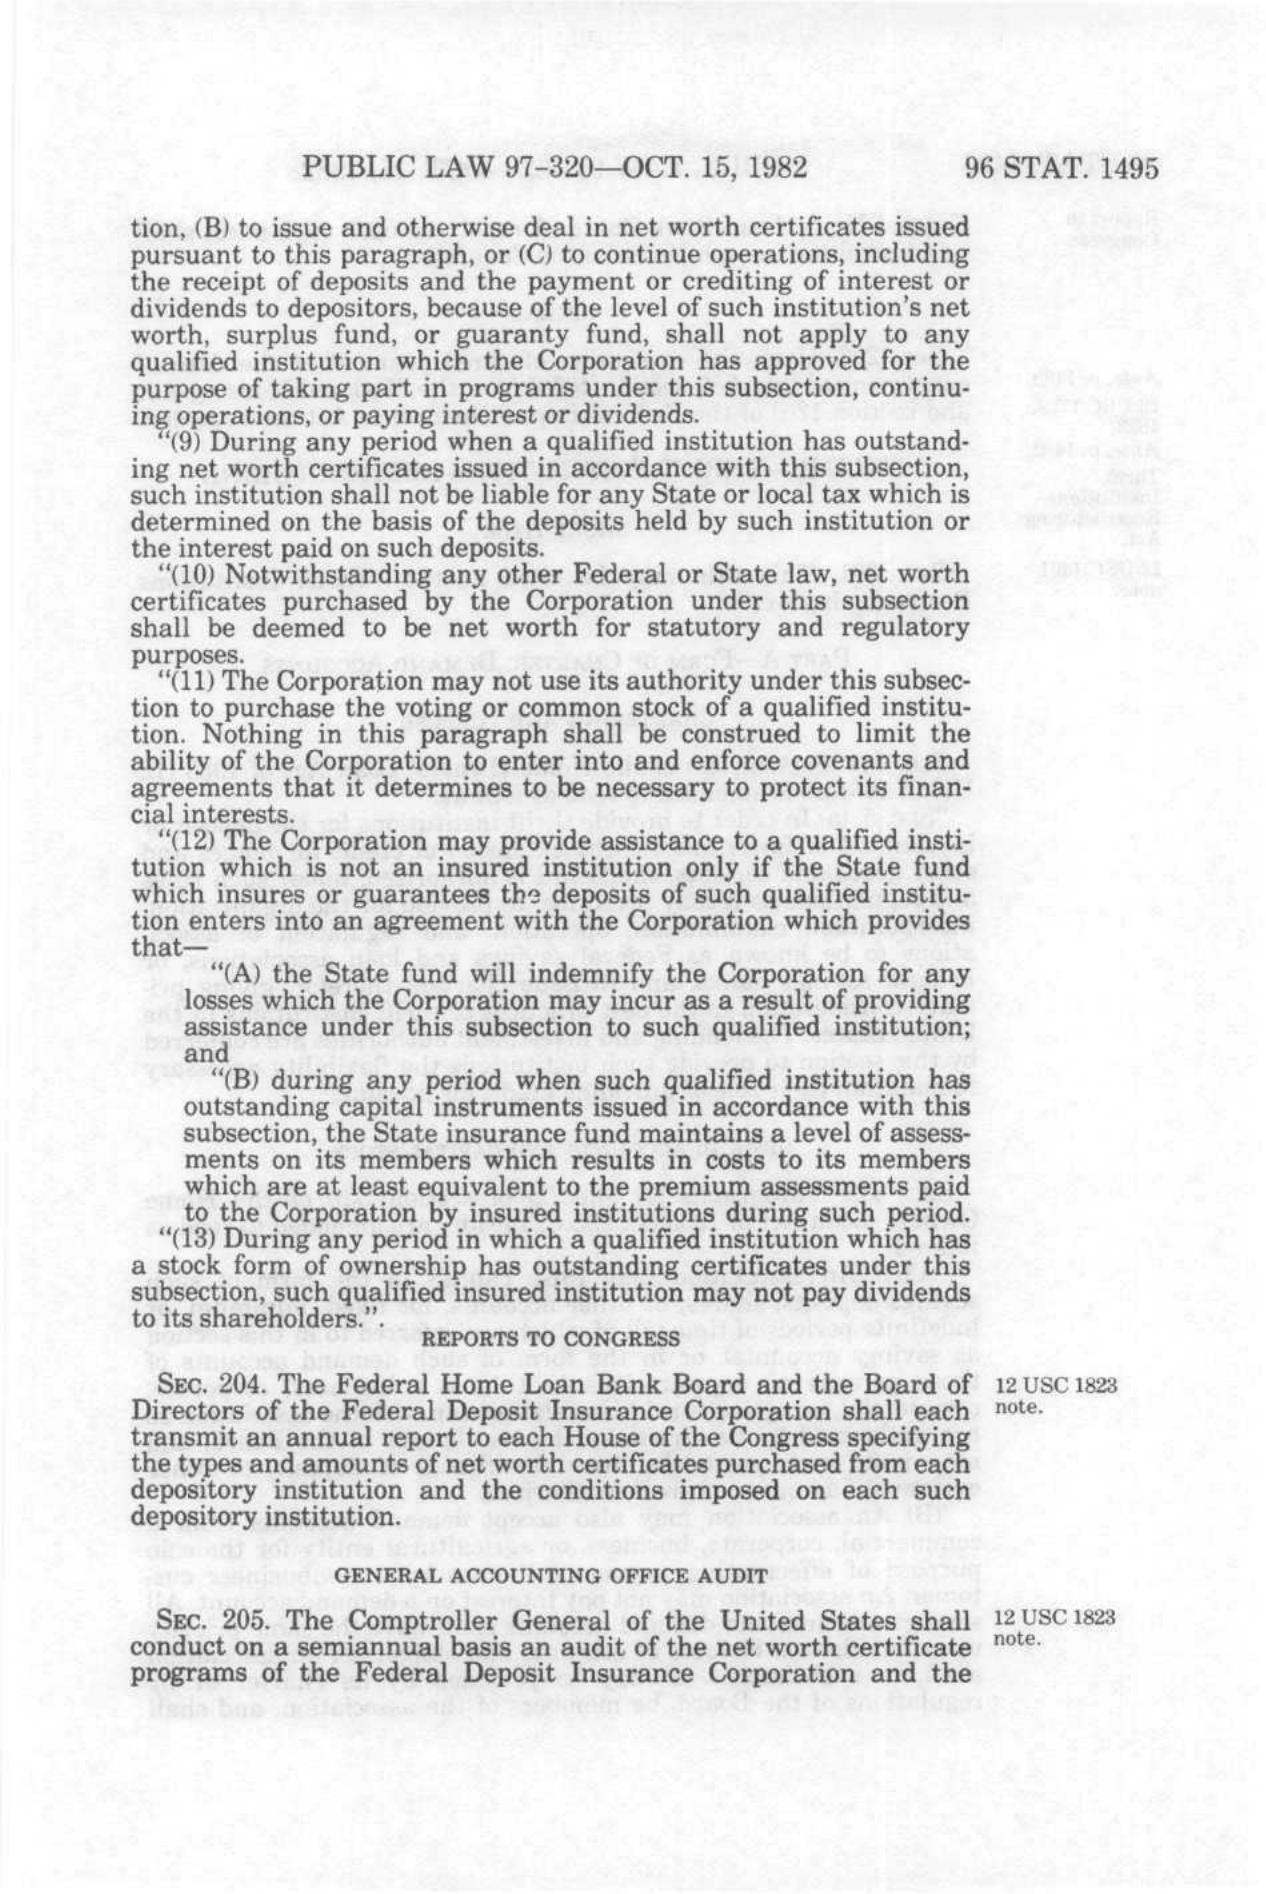 PUBLIC LAW 97-320—OCT. 15, 1982 96 STAT. 1495
tion, (B) to issue and otherwise deal in net worth certificates issued
pursuant to this paragraph, or (C) to continue operations, including
the receipt of deposits and the payment or crediting of interest or
dividends to depositors, because of the level of such institution's net
worth, surplus fund, or guaranty fund, shall not apply to any
qualified institution which the Corporation has approved for the
purpose of taking part in programs under this subsection, continu-
ing operations, or paying interest or dividends.
"(9) During any period when a qualified institution has outstand-
ing net worth certificates issued in accordance with this subsection,
such institution shall not be liable for any State or local tax which is
determined on the basis of the deposits held by such institution or
the interest paid on such deposits.
"(10) Notwithstanding any other Federal or State law, net worth
certificates purchased by the Corporation under this subsection
shall be deemed to be net worth for statutory and regulatory
purposes.
"(11) The Corporation may not use its authority under this subsec-
tion to purchase the voting or common stock of a qualified institu-
tion. Nothing in this paragraph shall be construed to limit the
ability of the Corporation to enter into and enforce covenants and
agreements that it determines to be necessary to protect its finan-
cial interests.
"(12) The Corporation may provide assistance to a qualified insti-
tution which is not an insured institution only if the State fund
which insures or guarantees the deposits of such qualified institu-
tion enters into an agreement with the Corporation which provides
that—
"(A) the State fund will indemnify the Corporation for any
losses which the Corporation may incur as a result of providing
assistance under this subsection to such qualified institution;
and
"(B) during any period when such qualified institution has
outstanding capital instruments issued in accordance with this
subsection, the State insurance fund maintains a level of assess-
ments on its members which results in costs to its members
which are at least equivalent to the premium assessments paid
to the Corporation by insured institutions during such period.
"(13) During any period in which a qualified institution which has
a stock form of ownership has outstanding certificates under this
subsection, such qualified insured institution may not pay dividends
to its shareholders.".
REPORTS TO CONGRESS
SEC. 204. The Federal Home Loan Bank Board and the Board of 12 USC 1823
Directors of the Federal Deposit Insurance Corporation shall each note.
transmit an annual report to each House of the Congress specifying
the types and amounts of net worth certificates purchased from each
depository institution and the conditions imposed on each such
depository institution.
GENERAL ACCOUNTING OFFICE AUDIT
SEC. 205. The Comptroller General of the United States shall 12 USC 1823
conduct on a semiannual basis an audit of the net worth certificate note.
programs of the Federal Deposit Insurance Corporation and the